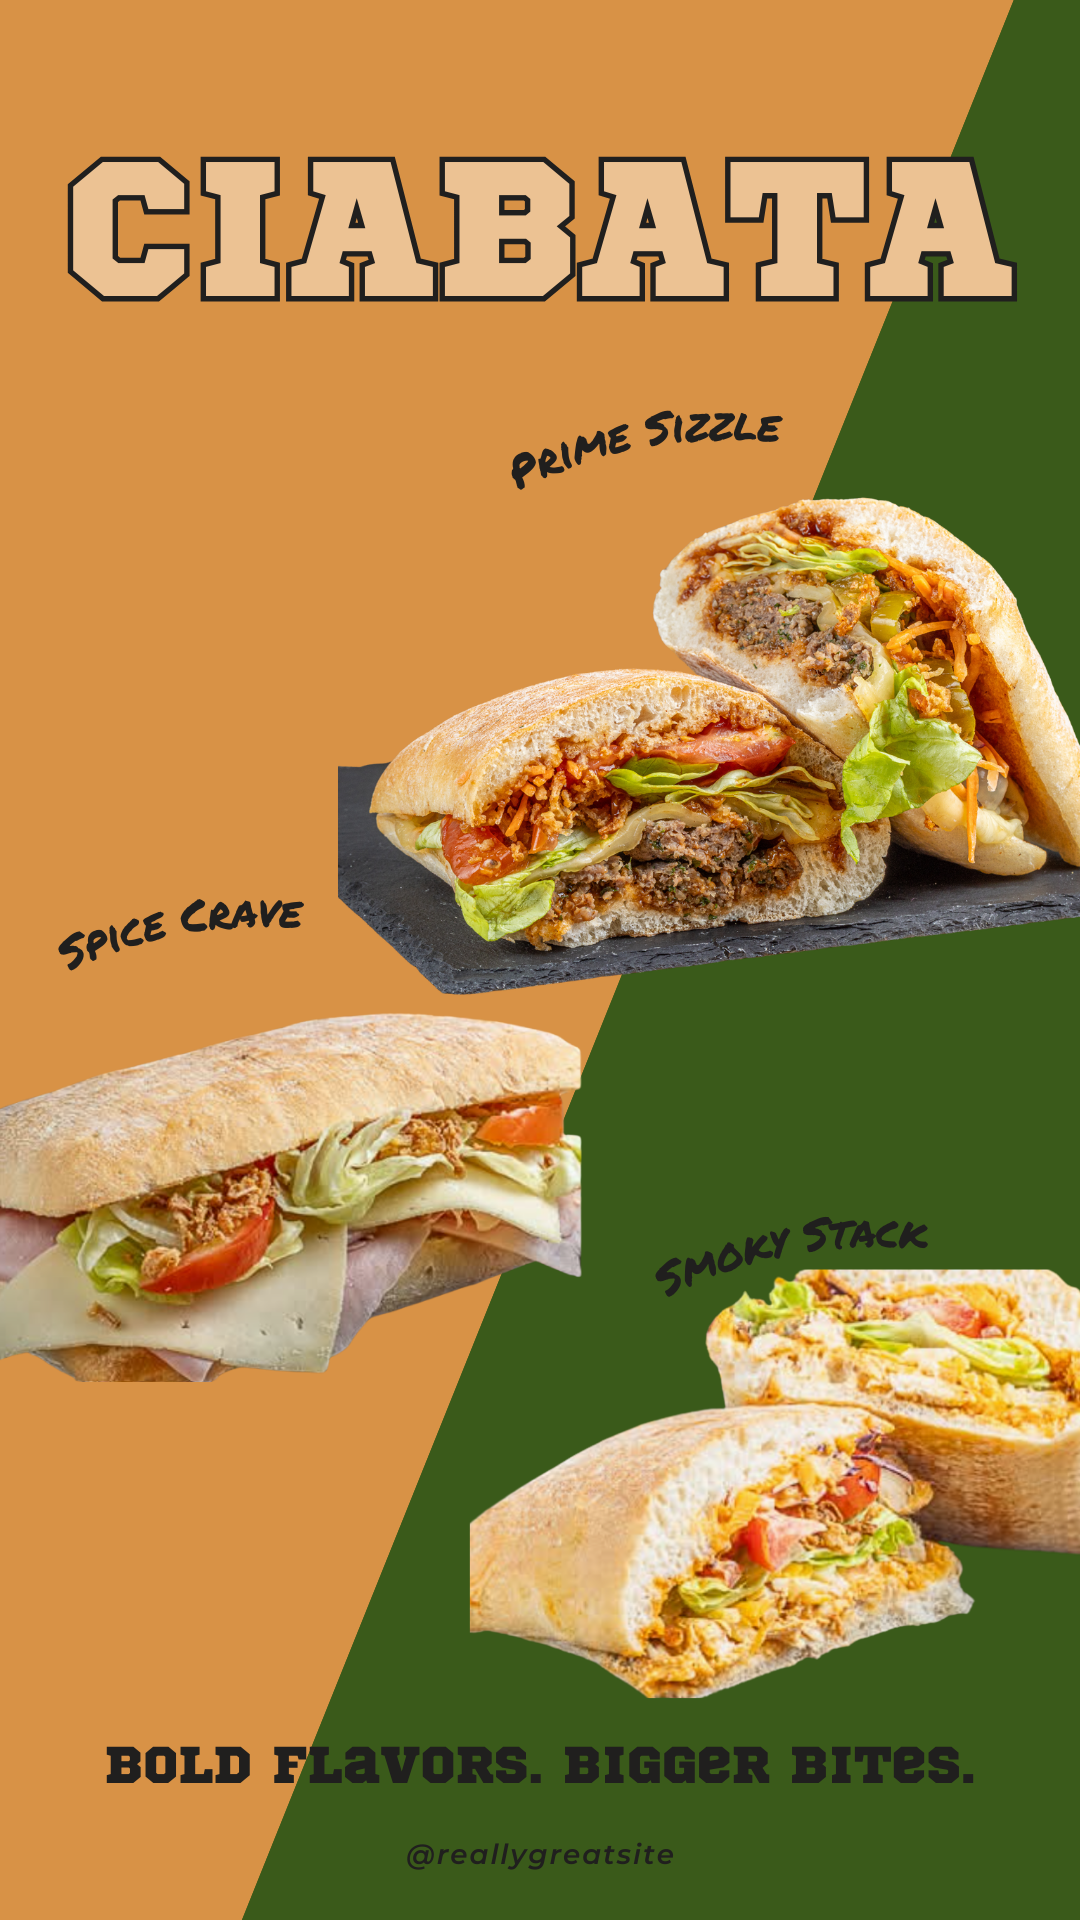 CIABATA
PRIME SIZZLE
SPICE CRAVE
SMOKY STACK
BOLD FLaVORS. BIGGeR BITeS.
@reallygreatsite